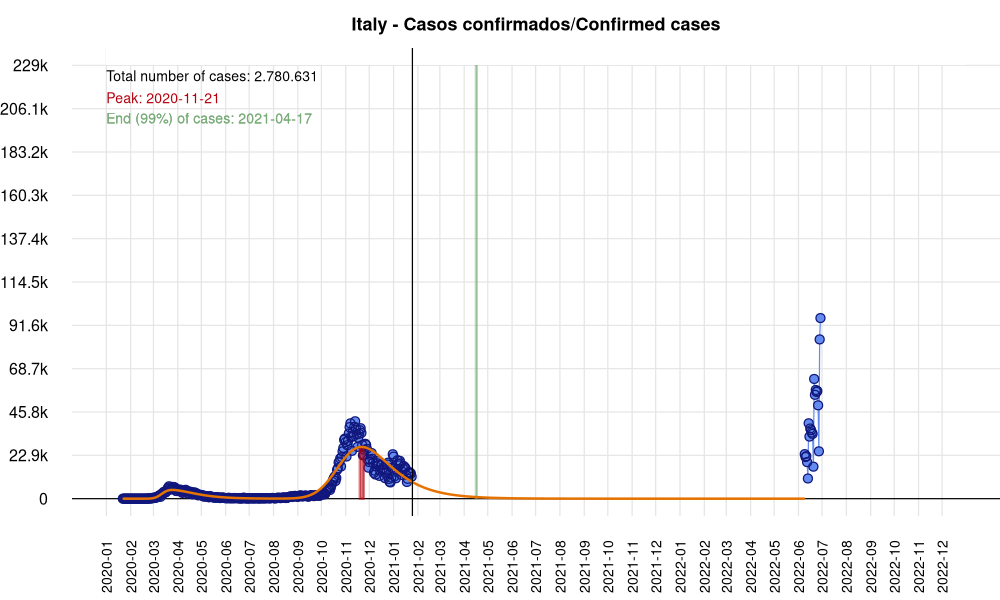 Italy - Casos confirmados/Confirmed cases
229k
Total number of cases: 2.780.631
Peak: 2020-11-21
206.1k
End (99%) of cases: 2021-04-17
183.2k
160.3k
137.4k
114.5k
91.6k
68.7k
45.8k
22.9k
0
2020-01
2020-02
2020-03
2020-04
2020-05
2020-06
2020-07
2020-08
2020-09
2020-10
2020-11
2020-12
2021-01
2021-02
2021-03
2021-04
2021-05
2021-06
2021-07
2021-08
2021-09
2021-10
2021-11
2021-12
2022-01
2022-02
2022-03
2022-04
2022-05
2022-06
2022-07
2022-08
2022-09
2022-10
2022-11
2022-12